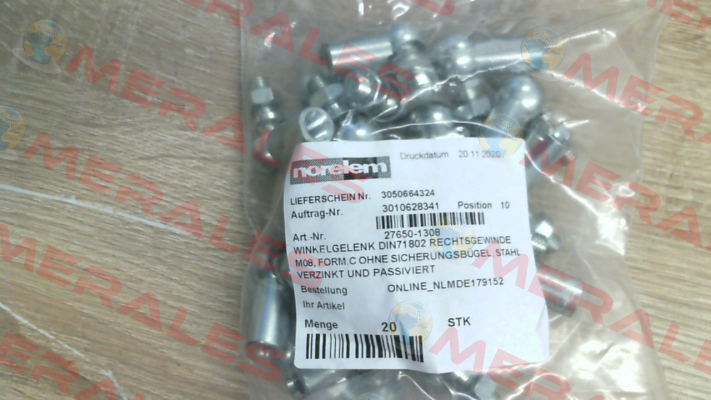 MERALES
MERALES
MERALES
MERALES
norelem
Druckdatum 20.11.2020
LIEFERSCHEIN Nr. 3050664324
Auftrag-Nr. 3010628341 Position 10
Art.-Nr. 27650-1308
WINKELGELENK DIN71802 RECHTSGEWINDE
M08, FORM:C OHNE SICHERUNGSBÜGEL, STAHL
VERZINKT UND PASSIVIERT
Bestellung ONLINE_NLMDE179152
Ihr Artikel
Menge 20 STK